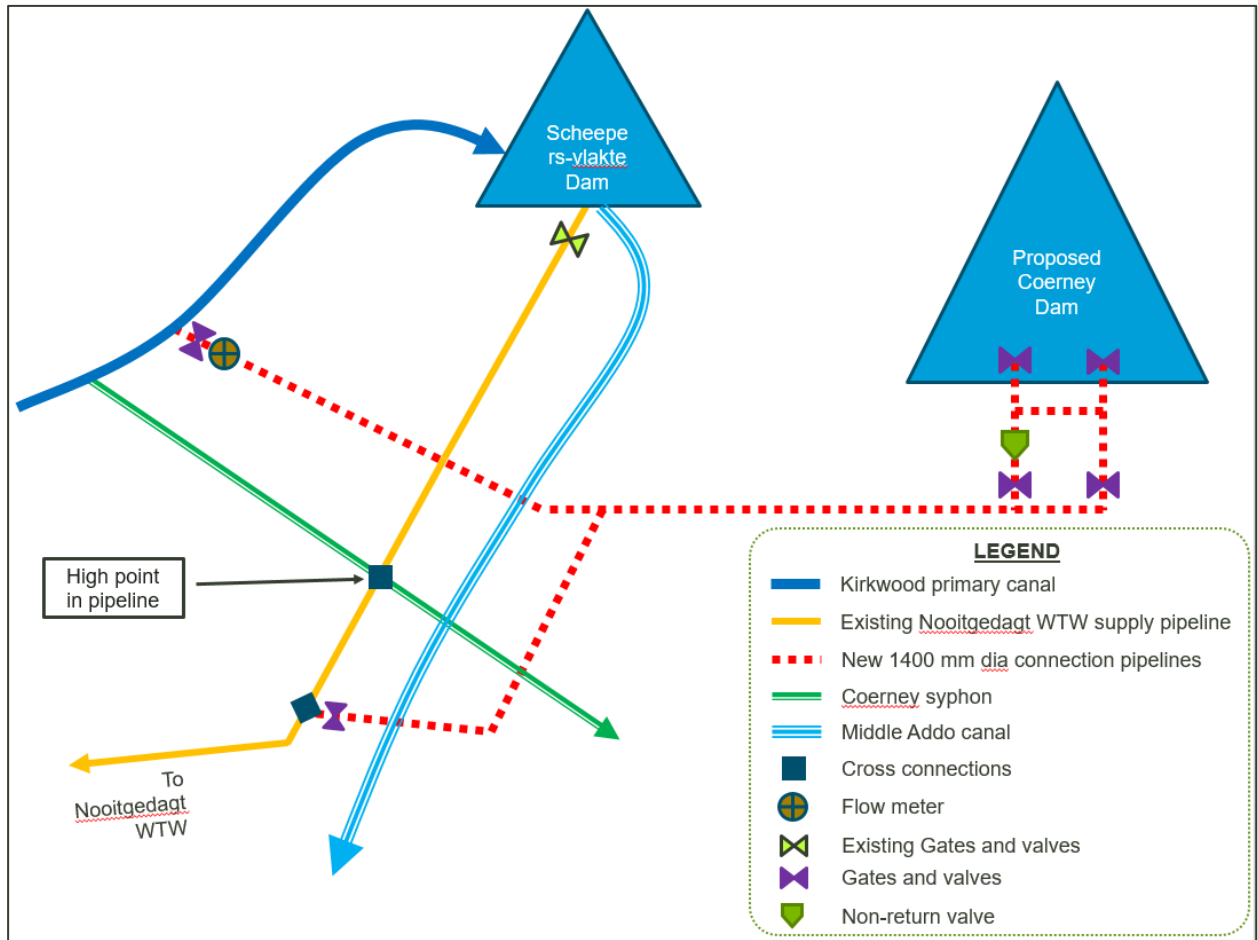 Scheepe
rs-vlakte
Dam
Proposed
Coerney
Dam
High point
in pipeline
To
Nooitgedagt
WTW
LEGEND
Kirkwood primary canal
Existing Nooitgedagt WTW supply pipeline
New 1400 mm dia connection pipelines
Coerney syphon
Middle Addo canal
Cross connections
Flow meter
Existing Gates and valves
Gates and valves
Non-return valve